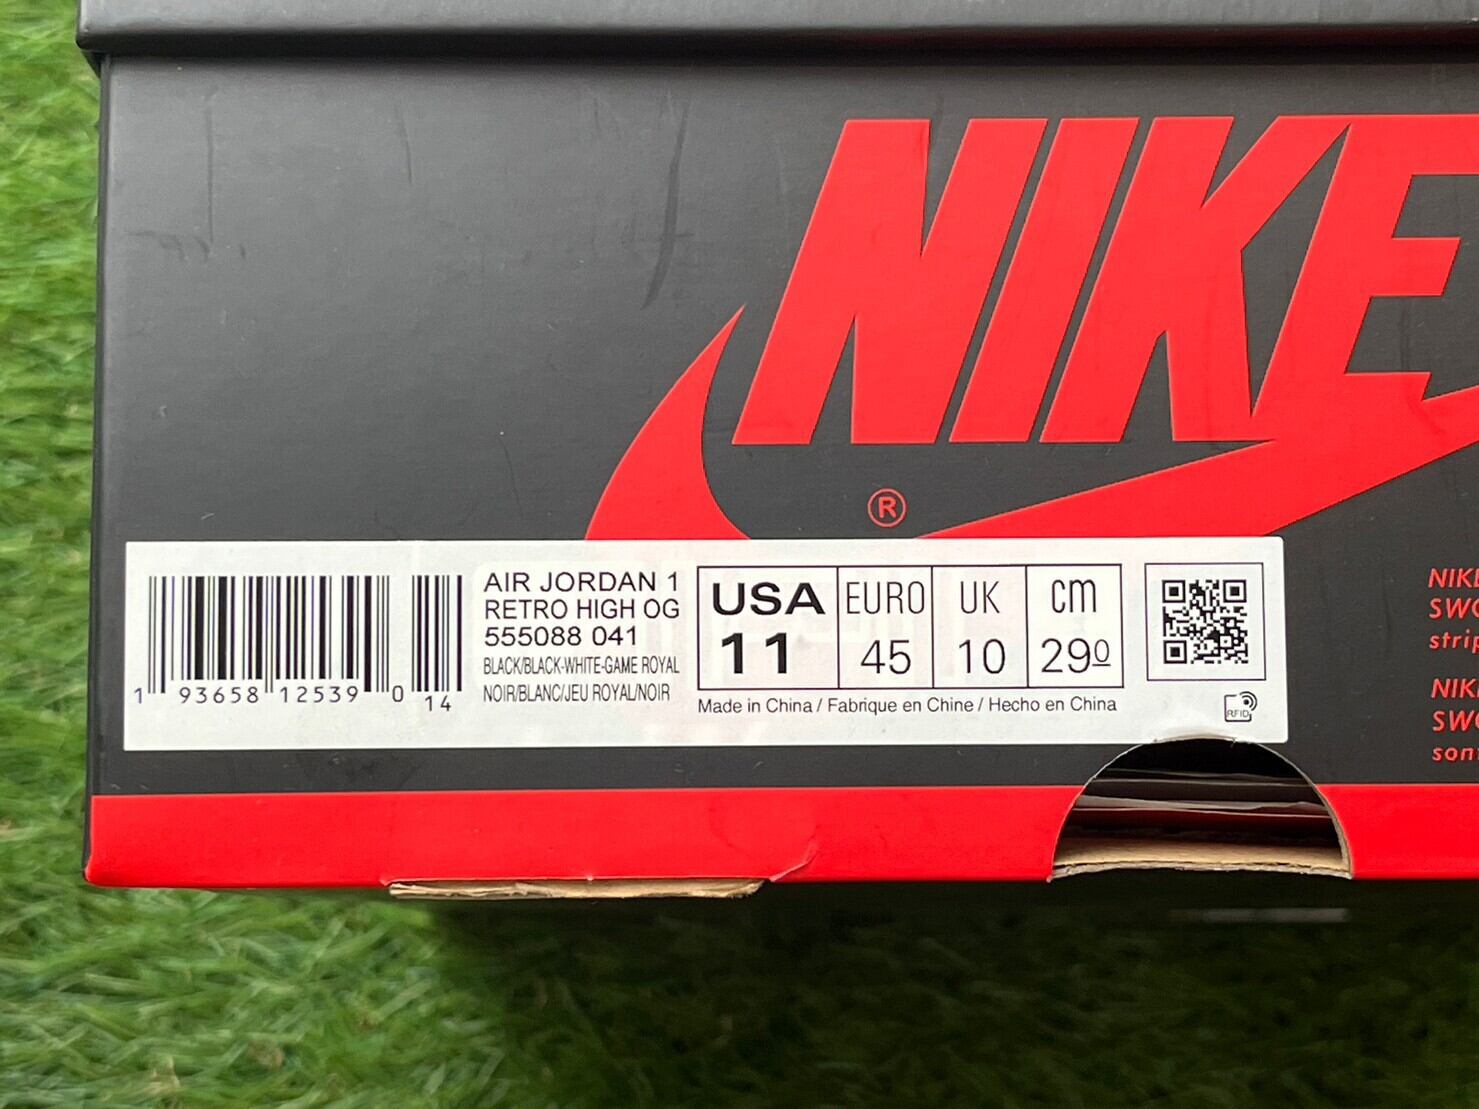 NIKE
®
AIR JORDAN 1
RETRO HIGH OG
555088 041
BLACK/BLACK-WHITE-GAME ROYAL
NOIR/BLANC/JEU ROYAL/NOIR
1 93658 12539 0 14
USA EURO UK cm
11 45 10 290
Made in China / Fabrique en Chine / Hecho en China
RFID
NIKE